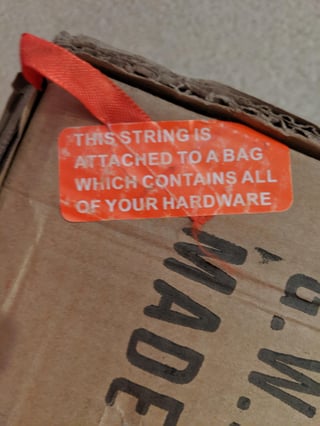 THIS STRING IS
ATTACHED TO A BAG
WHICH CONTAINS ALL
OF YOUR HARDWARE
G.W.
MADE